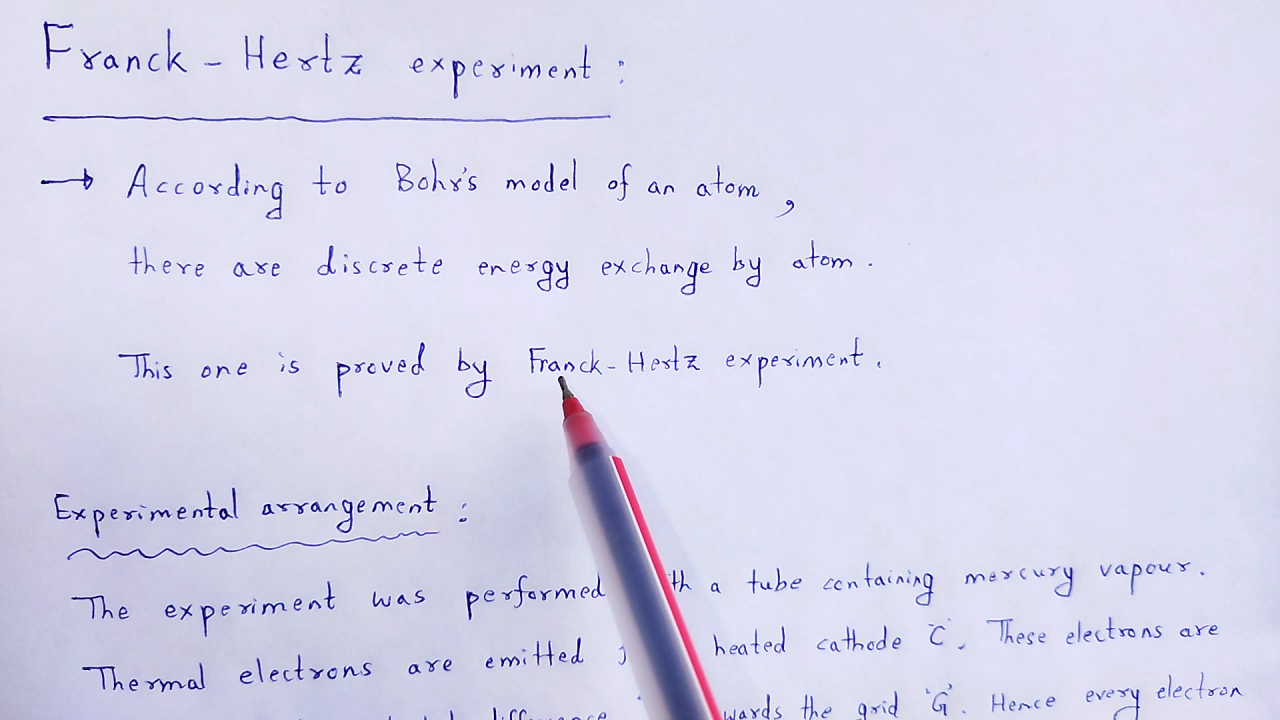 Franck - Hertz experiment :
→ According to Bohr's model of an atom ,
there are discrete energy exchange by atom .
This one is proved by Franck-Hertz experiment .
Experimental arrangement :
The experiment was performed th a tube containing mercury vapour .
Thermal electrons are emitted heated cathode 'C'. These electrons are
difference wards the grid 'G'. Hence every electron